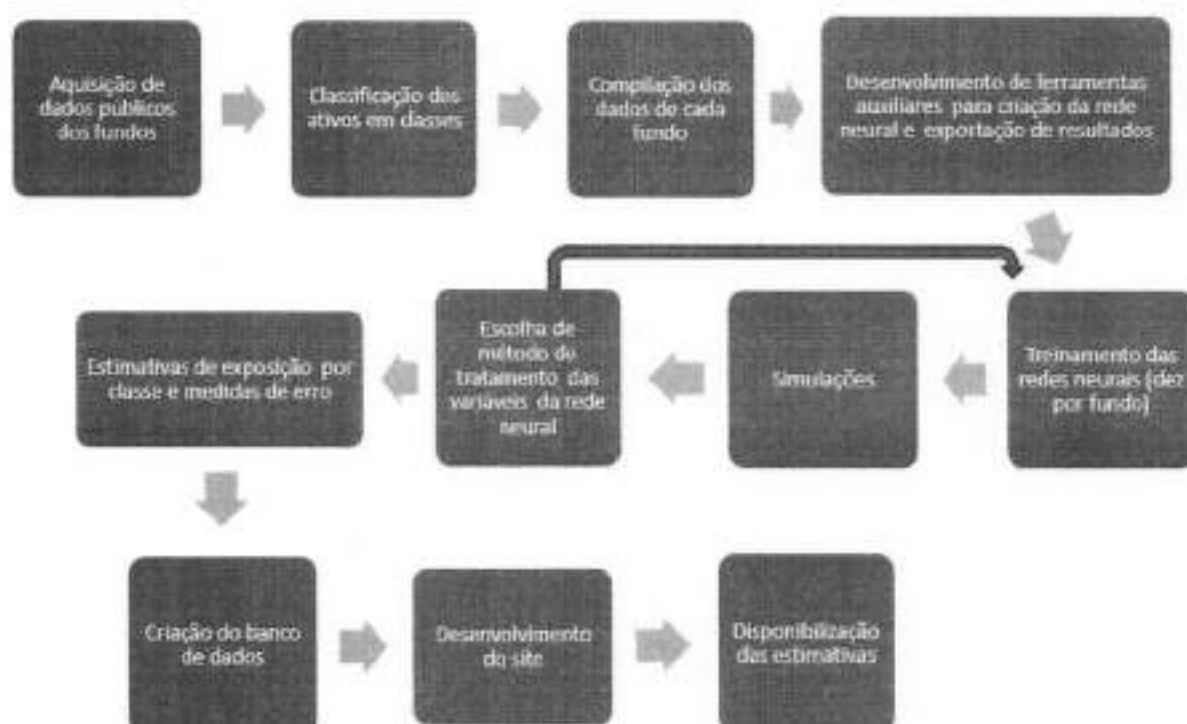 Aquisição de
dados públicos
dos fundos
Classificação dos
ativos em classes
Compilação dos
dados de cada
fundo
Desenvolvimento de ferramentas
auxiliares para criação da rede
neural e exportação de resultados
Treinamento das
redes neurais (dez
por fundo)
Simulações
Escolha de
método de
tratamento das
variáveis da rede
neural
Estimativas de exposição por
classe e medidas de erro
Criação do banco
de dados
Desenvolvimento
do site
Disponibilização
das estimativas